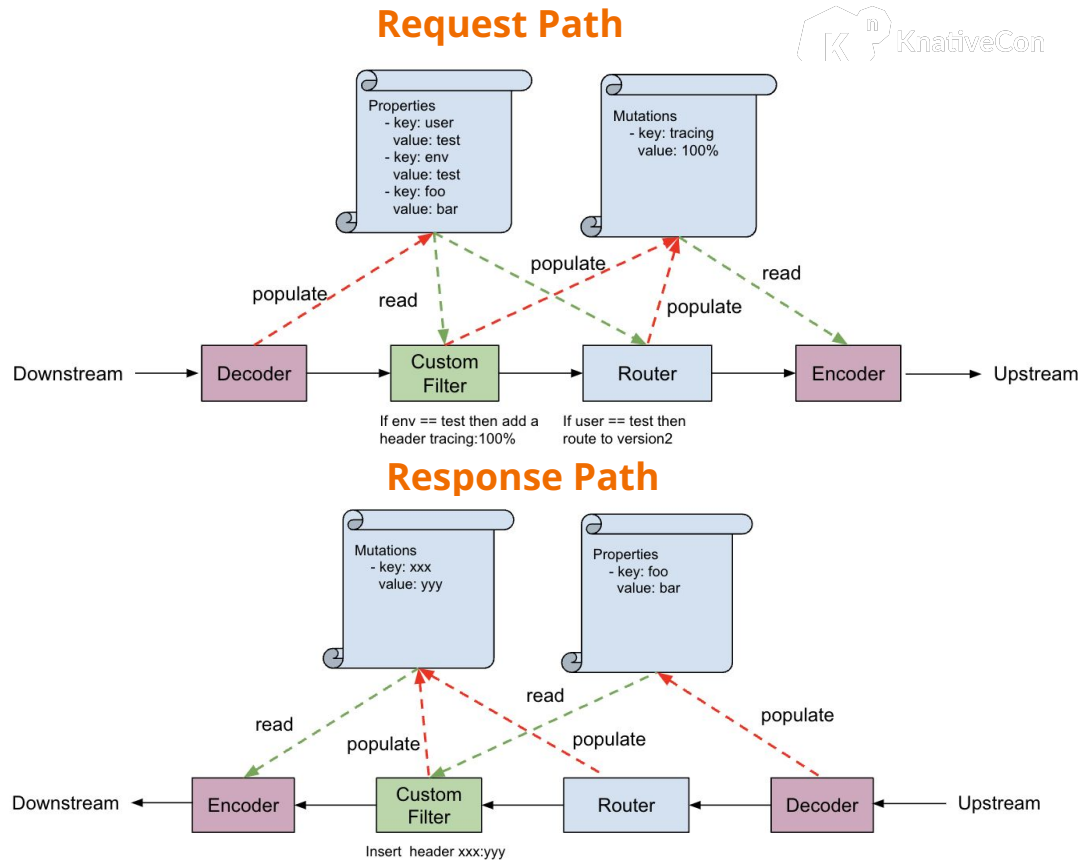 Request Path
Kn KnativeCon
Properties
- key: user
value: test
- key: env
value: test
- key: foo
value: bar
Mutations
- key: tracing
value: 100%
populate
read
populate
populate
read
Downstream
Decoder
Custom
Filter
Router
Encoder
Upstream
If env == test then add a
header tracing:100%
If user == test then
route to version2
Response Path
Mutations
- key: xxx
value: yyy
Properties
- key: foo
value: bar
read
populate
read
populate
populate
Downstream
Encoder
Custom
Filter
Router
Decoder
Upstream
Insert header xxx:yyy